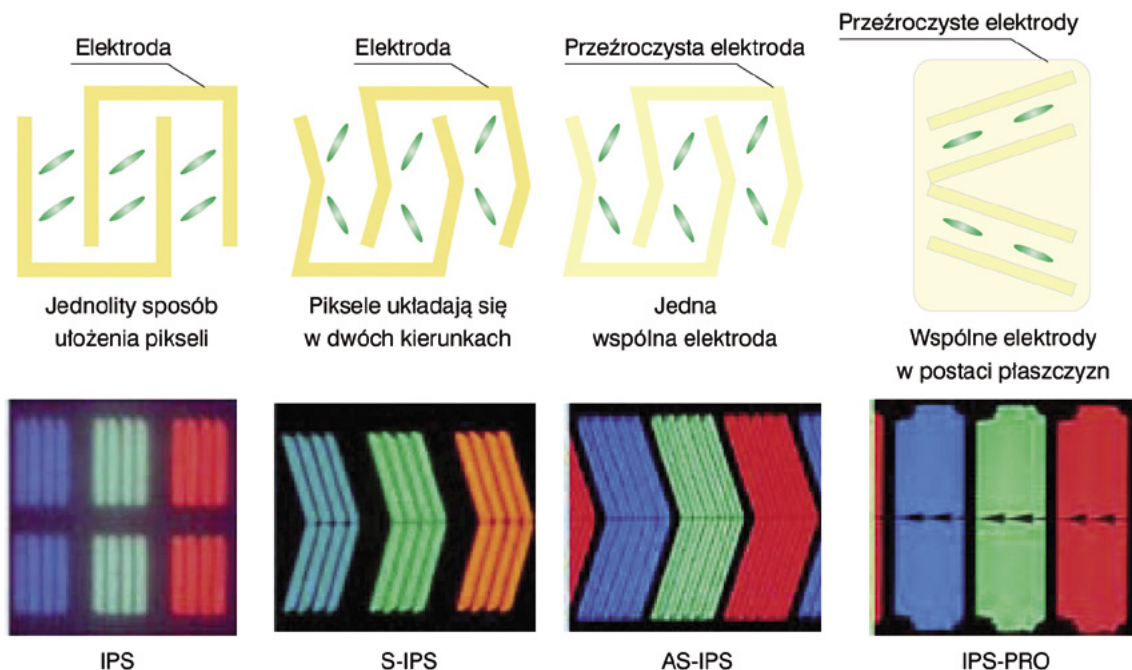 Przeźroczyste elektrody
Elektroda
Elektroda
Przeźroczysta elektroda
Jednolity sposób
ułożenia pikseli
Piksele układają się
w dwóch kierunkach
Jedna
wspólna elektroda
Wspólne elektrody
w postaci płaszczyzn
IPS
S-IPS
AS-IPS
IPS-PRO